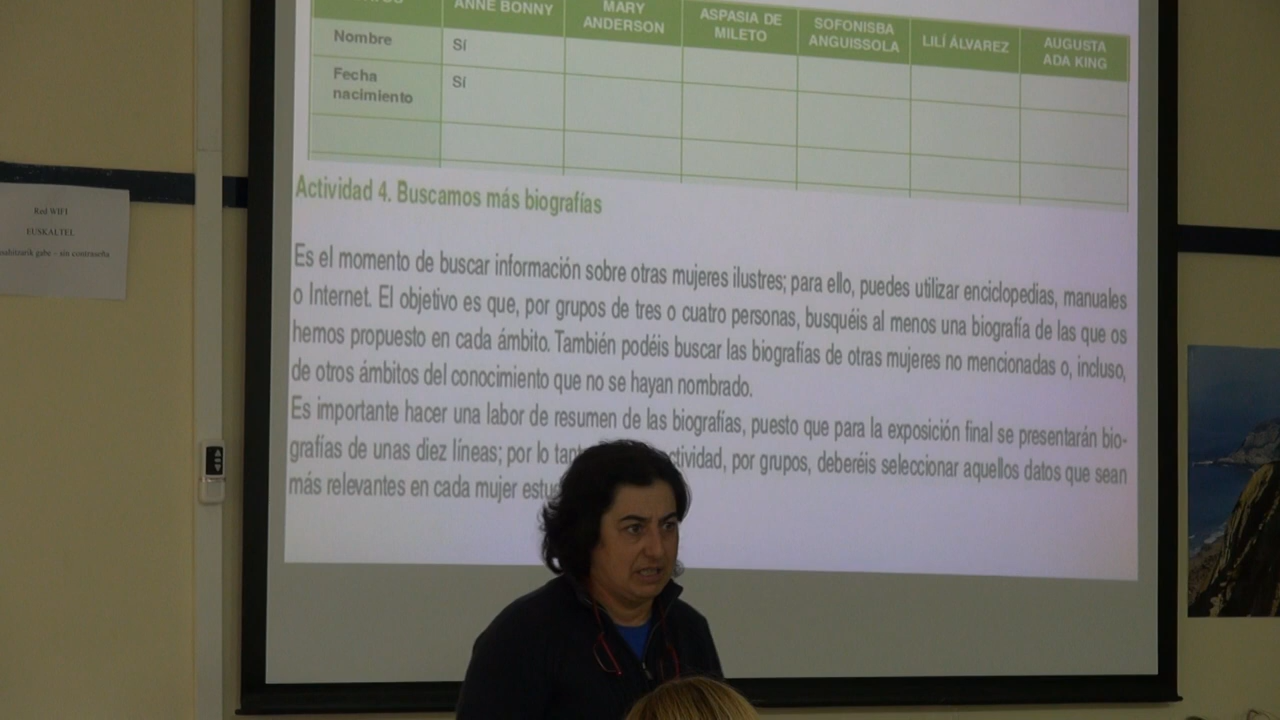 ANNE BONNY
MARY ANDERSON
ASPASIA DE MILETO
SOFONISBA ANGUISSOLA
LILÍ ÁLVAREZ
AUGUSTA ADA KING
Nombre
Sí
Fecha nacimiento
Sí
Actividad 4. Buscamos más biografías
Es el momento de buscar información sobre otras mujeres ilustres; para ello, puedes utilizar enciclopedias, manuales
o Internet. El objetivo es que, por grupos de tres o cuatro personas, busquéis al menos una biografía de las que os
hemos propuesto en cada ámbito. También podéis buscar las biografías de otras mujeres no mencionadas o, incluso,
de otros ámbitos del conocimiento que no se hayan nombrado.
Es importante hacer una labor de resumen de las biografías, puesto que para la exposición final se presentarán bio-
grafías de unas diez líneas; por lo tant ctividad, por grupos, deberéis seleccionar aquellos datos que sean
más relevantes en cada mujer estu
Red WIFI
EUSKALTEL
gabe – sin contraseña